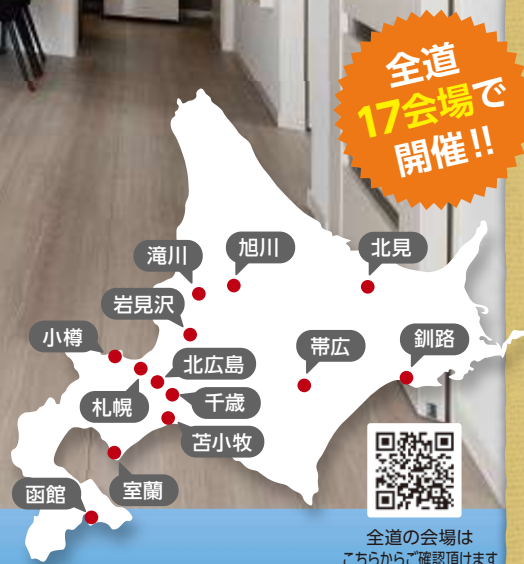 全道
17会場で
開催!!
滝川
旭川
北見
岩見沢
小樽
北広島
帯広
釧路
札幌
千歳
苫小牧
函館
室蘭
全道の会場は
こちらからご確認頂けます